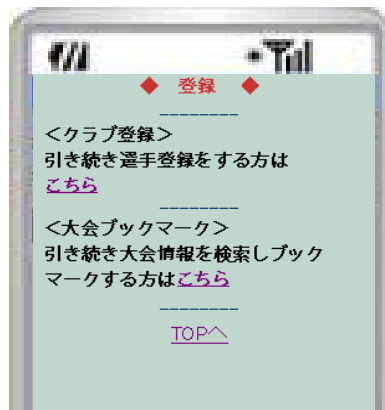 ◆ 登録 ◆
--------
＜クラブ登録＞
引き続き選手登録をする方は
こちら
--------
＜大会ブックマーク＞
引き続き大会情報を検索しブック
マークする方はこちら
--------
TOPへ